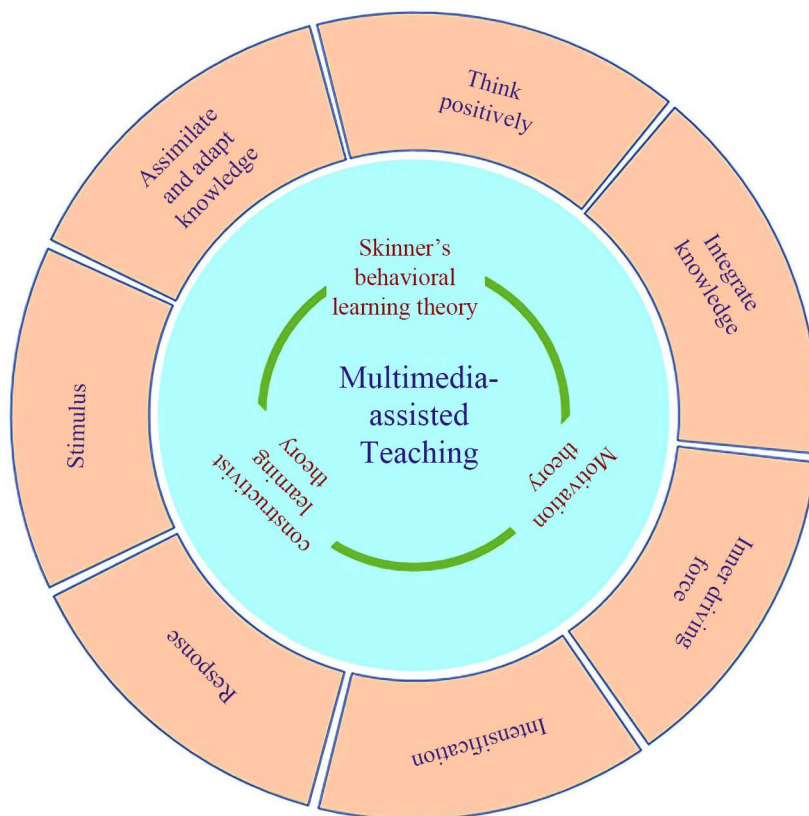 Think
positively
Integrate
knowledge
Inner driving
force
Intensification
Response
Stimulus
Assimilate
and adapt
knowledge
Skinner’s
behavioral
learning theory
Motivation
theory
constructivist
learning
theory
Multimedia-
assisted
Teaching